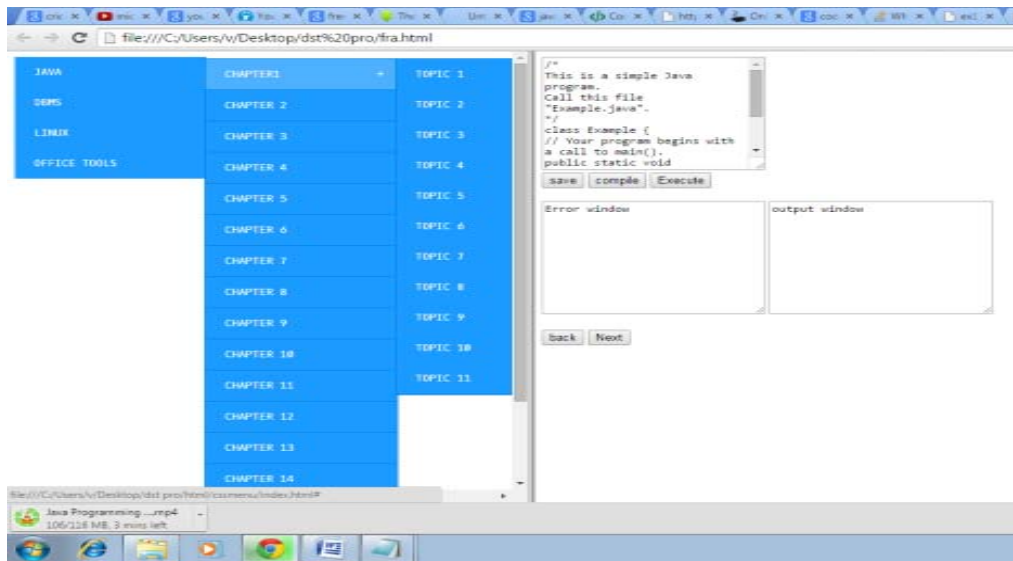 file:///C:/Users/v/Desktop/dst%20pro/fra.html
JAVA
DBMS
LINUX
OFFICE TOOLS
CHAPTER1 +
CHAPTER 2
CHAPTER 3
CHAPTER 4
CHAPTER 5
CHAPTER 6
CHAPTER 7
CHAPTER 8
CHAPTER 9
CHAPTER 10
CHAPTER 11
CHAPTER 12
CHAPTER 13
CHAPTER 14
TOPIC 1
TOPIC 2
TOPIC 3
TOPIC 4
TOPIC 5
TOPIC 6
TOPIC 7
TOPIC 8
TOPIC 9
TOPIC 10
TOPIC 11
/*
This is a simple Java
program.
Call this file
"Example.java".
*/
class Example {
// Your program begins with
a call to main().
public static void
save compile Execute
Error window
output window
back Next
file:///C:/Users/v/Desktop/dst pro/html/cssmenu/index.html#
Java Programming ....mp4
106/116 MB, 3 mins left